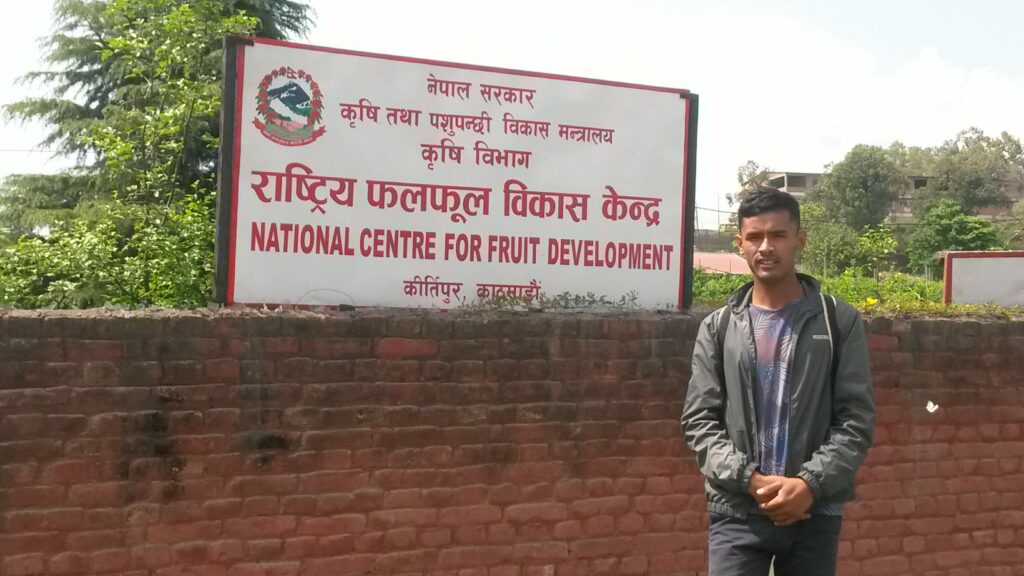 नेपाल सरकार
कृषि तथा पशुपन्छी विकास मन्त्रालय
कृषि विभाग
राष्ट्रिय फलफूल विकास केन्द्र
NATIONAL CENTRE FOR FRUIT DEVELOPMENT
कीर्तिपुर, काठमाडौं